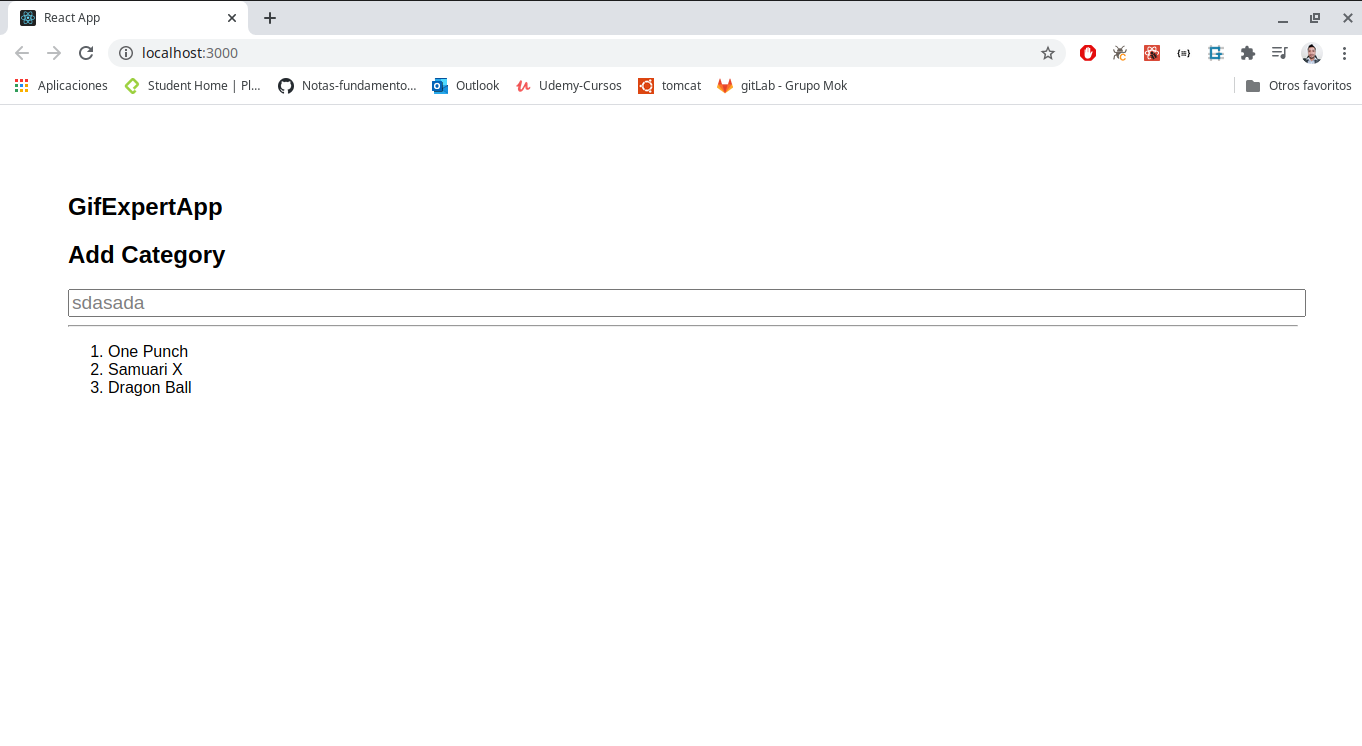 React App
localhost:3000
Aplicaciones Student Home | Pl... Notas-fundamento... Outlook Udemy-Cursos tomcat gitLab - Grupo Mok Otros favoritos
GifExpertApp
Add Category
sdasada
1. One Punch
2. Samuari X
3. Dragon Ball